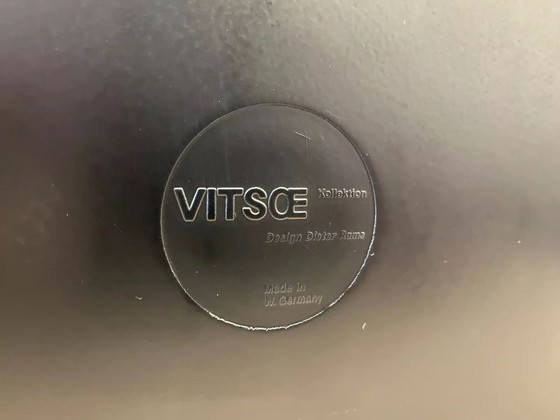 VITSŒ Kollektion
Design Dieter Rams
Made in
W. Germany